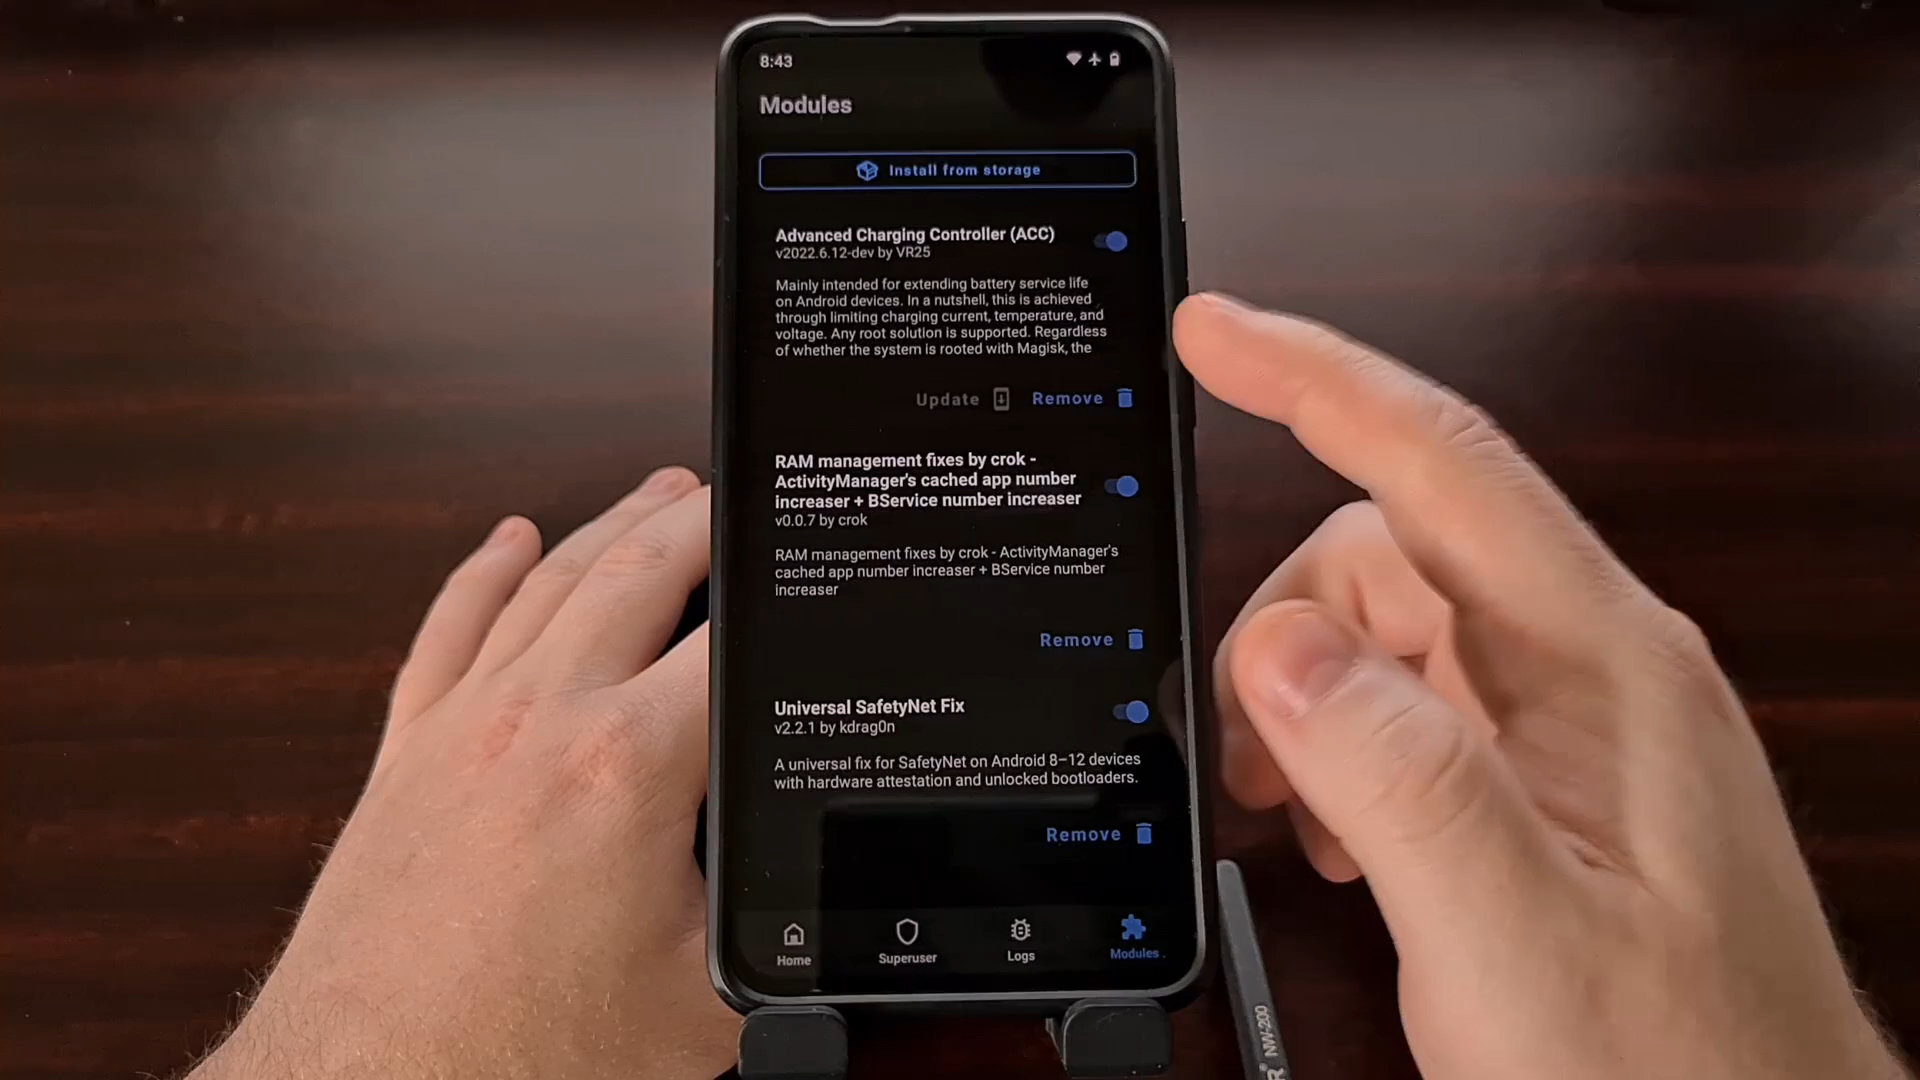 8:43
Modules
Install from storage
Advanced Charging Controller (ACC)
v2022.6.12-dev by VR25
Mainly intended for extending battery service life
on Android devices. In a nutshell, this is achieved
through limiting charging current, temperature, and
voltage. Any root solution is supported. Regardless
of whether the system is rooted with Magisk, the
Update
Remove
RAM management fixes by crok -
ActivityManager's cached app number
increaser + BService number increaser
v0.0.7 by crok
RAM management fixes by crok - ActivityManager's
cached app number increaser + BService number
increaser
Remove
Universal SafetyNet Fix
v2.2.1 by kdrag0n
A universal fix for SafetyNet on Android 8–12 devices
with hardware attestation and unlocked bootloaders.
Remove
Home
Superuser
Logs
Modules
NW-200